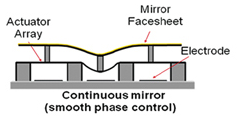 Actuator
Array
Mirror
Facesheet
Electrode
Continuous mirror
(smooth phase control)